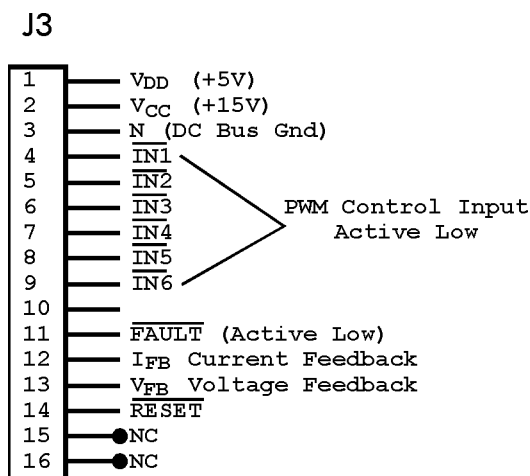 J3
1 VDD (+5V)
2 VCC (+15V)
3 N (DC Bus Gnd)
4 IN1
5 IN2
6 IN3 PWM Control Input
7 IN4 Active Low
8 IN5
9 IN6
10
11 FAULT (Active Low)
12 IFB Current Feedback
13 VFB Voltage Feedback
14 RESET
15 NC
16 NC